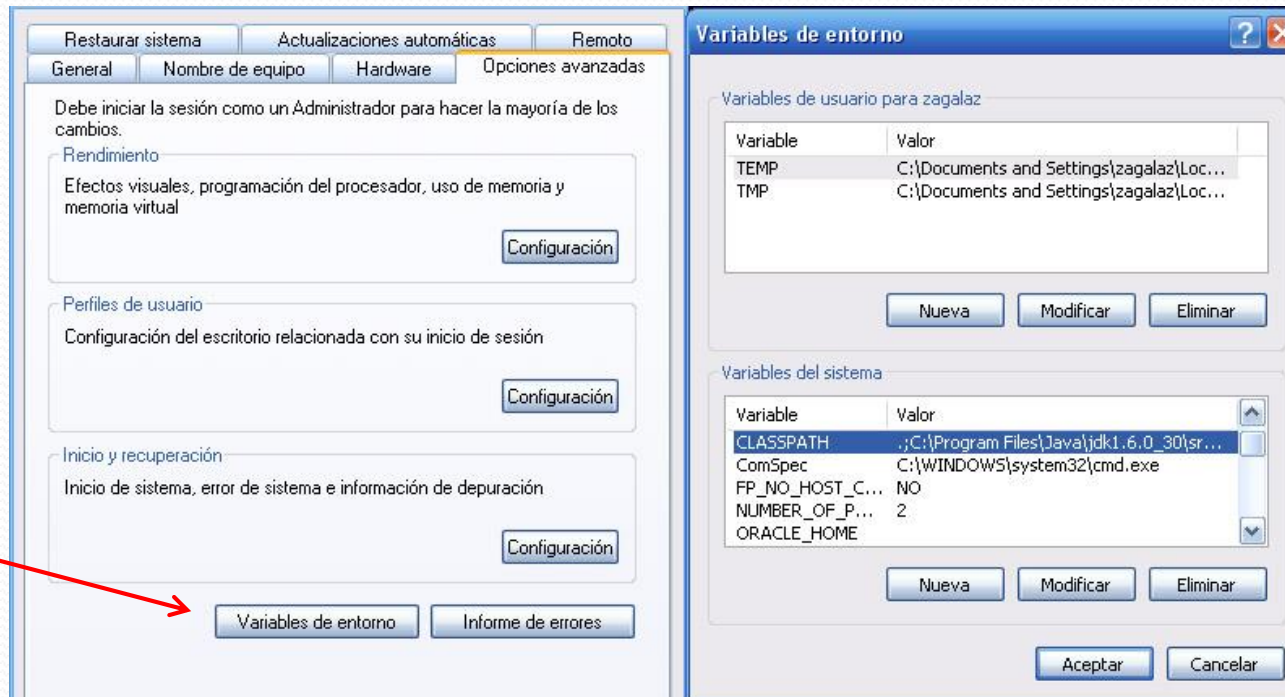 Restaurar sistema Actualizaciones automáticas Remoto
General Nombre de equipo Hardware Opciones avanzadas
Debe iniciar la sesión como un Administrador para hacer la mayoría de los
cambios.
Rendimiento
Efectos visuales, programación del procesador, uso de memoria y
memoria virtual
Configuración
Perfiles de usuario
Configuración del escritorio relacionada con su inicio de sesión
Configuración
Inicio y recuperación
Inicio de sistema, error de sistema e información de depuración
Configuración
Variables de entorno Informe de errores
Variables de entorno
Variables de usuario para zagalaz
Variable Valor
TEMP C:\Documents and Settings\zagalaz\Loc...
TMP C:\Documents and Settings\zagalaz\Loc...
Nueva Modificar Eliminar
Variables del sistema
Variable Valor
CLASSPATH .;C:\Program Files\Java\jdk1.6.0_30\sr...
ComSpec C:\WINDOWS\system32\cmd.exe
FP_NO_HOST_C... NO
NUMBER_OF_P... 2
ORACLE_HOME
Nueva Modificar Eliminar
Aceptar Cancelar